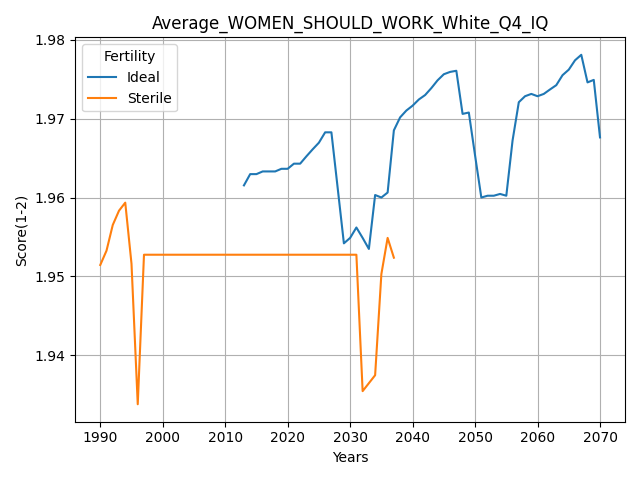 Average_WOMEN_SHOULD_WORK_White_Q4_IQ
Fertility
Ideal
Sterile
Score(1-2)
1.98
1.97
1.96
1.95
1.94
1990 2000 2010 2020 2030 2040 2050 2060 2070
Years